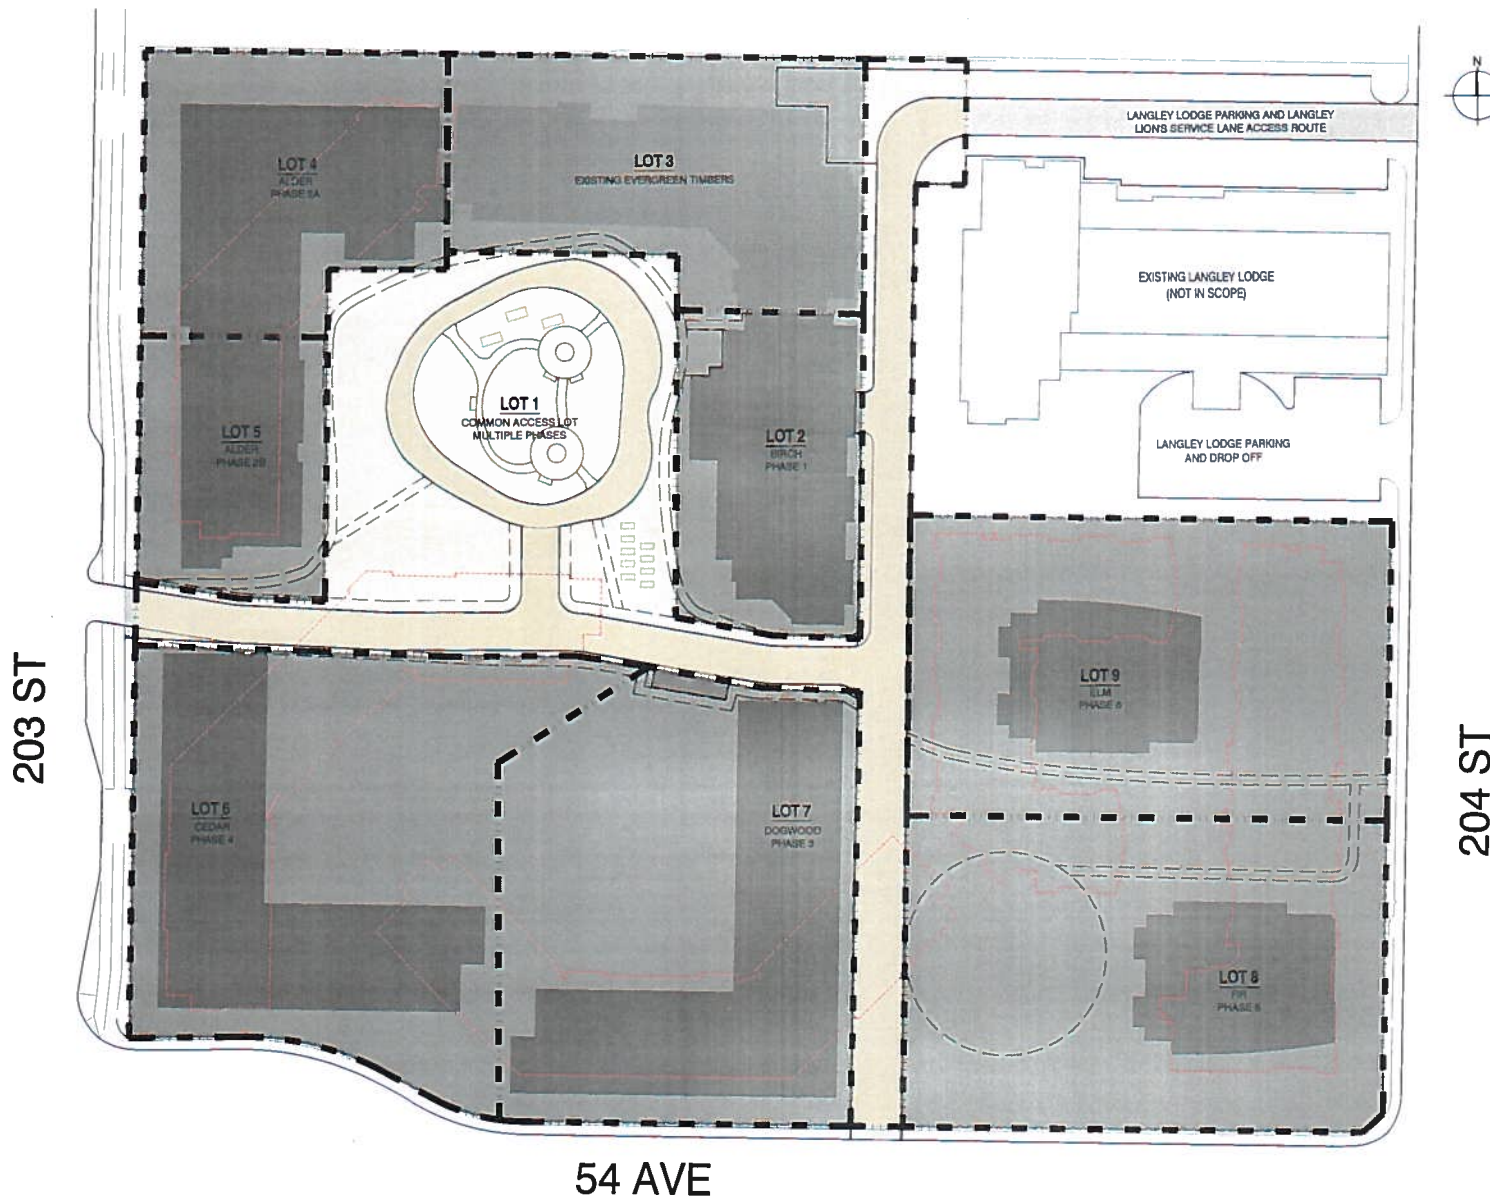 N
LANGLEY LODGE PARKING AND LANGLEY
LION'S SERVICE LANE ACCESS ROUTE
LOT 4
ALDER
PHASE 2A
LOT 3
EXISTING EVERGREEN TIMBERS
EXISTING LANGLEY LODGE
(NOT IN SCOPE)
LOT 1
COMMON ACCESS LOT
MULTIPLE PHASES
LOT 5
ALDER
PHASE 2B
LOT 2
BIRCH
PHASE 1
LANGLEY LODGE PARKING
AND DROP OFF
LOT 9
ELM
203 ST
204 ST
LOT 6
CEDAR
PHASE 4
LOT 7
DOGWOOD
PHASE 3
LOT 8
FIR
54 AVE